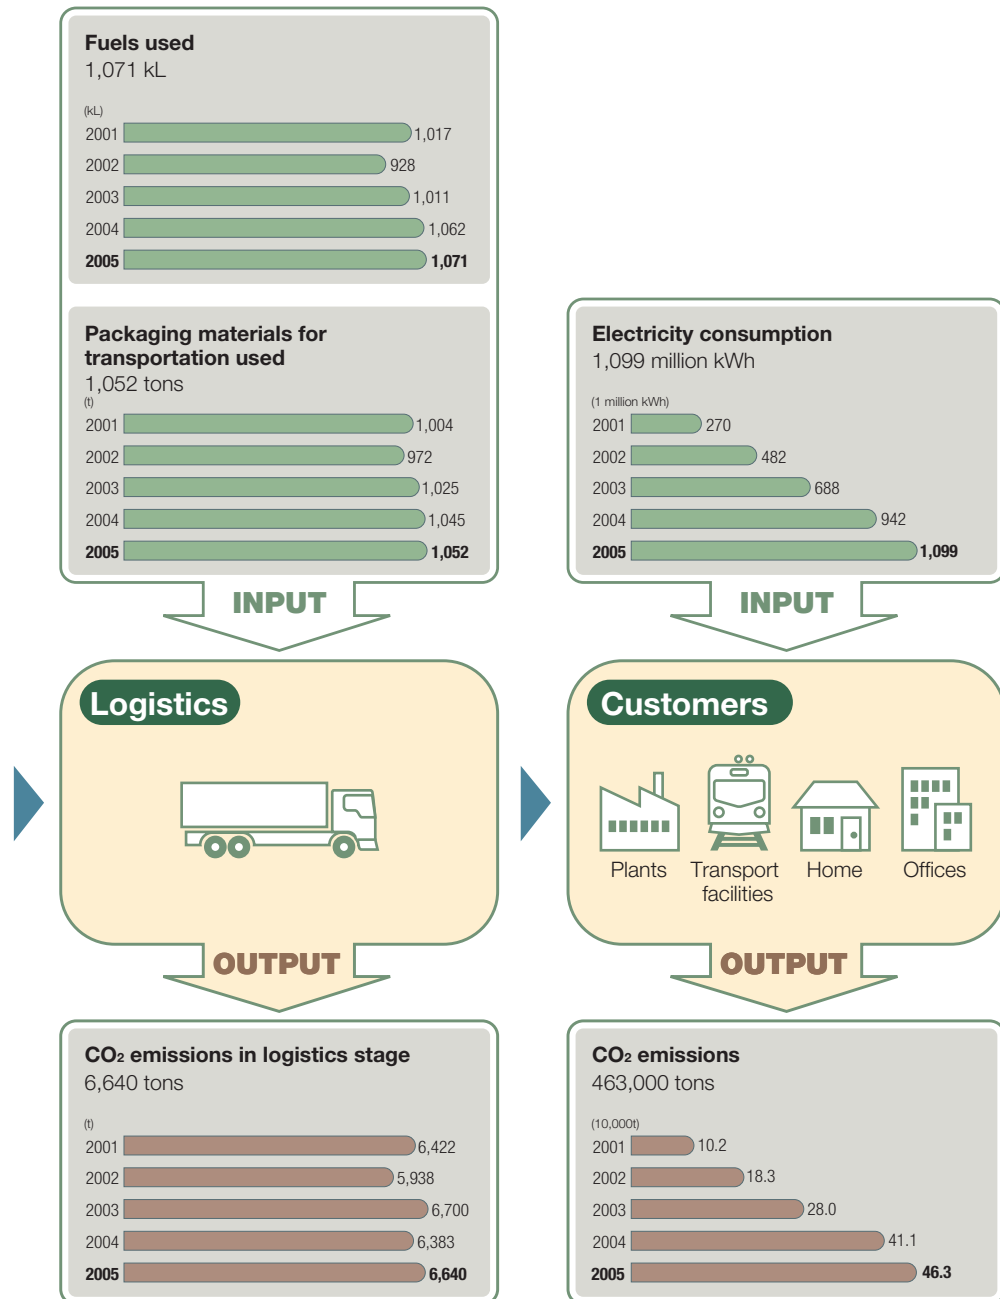 Fuels used
1,071 kL
(kL)
2001 1,017
2002 928
2003 1,011
2004 1,062
2005 1,071
Packaging materials for
transportation used
1,052 tons
(t)
2001 1,004
2002 972
2003 1,025
2004 1,045
2005 1,052
INPUT
Electricity consumption
1,099 million kWh
(1 million kWh)
2001 270
2002 482
2003 688
2004 942
2005 1,099
INPUT
Logistics
OUTPUT
Customers
Plants
Transport
facilities
Home
Offices
OUTPUT
CO2 emissions in logistics stage
6,640 tons
(t)
2001 6,422
2002 5,938
2003 6,700
2004 6,383
2005 6,640
CO2 emissions
463,000 tons
(10,000t)
2001 10.2
2002 18.3
2003 28.0
2004 41.1
2005 46.3